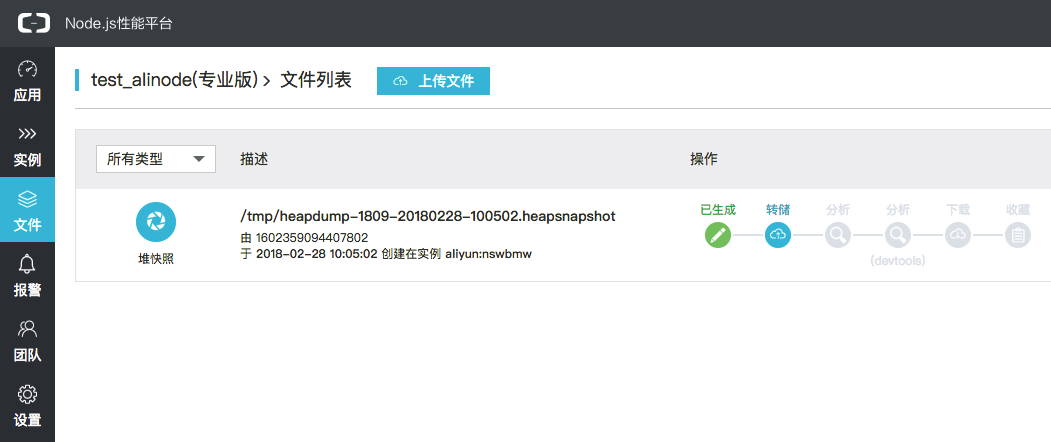 Node.js性能平台
应用
实例
文件
报警
团队
设置
test_alinode(专业版) > 文件列表 上传文件
所有类型 描述 操作
堆快照
/tmp/heapdump-1809-20180228-100502.heapsnapshot
由 1602359094407802
于 2018-02-28 10:05:02 创建在实例 aliyun:nswbmw
已生成 转储 分析 分析 下载 收藏
(devtools)